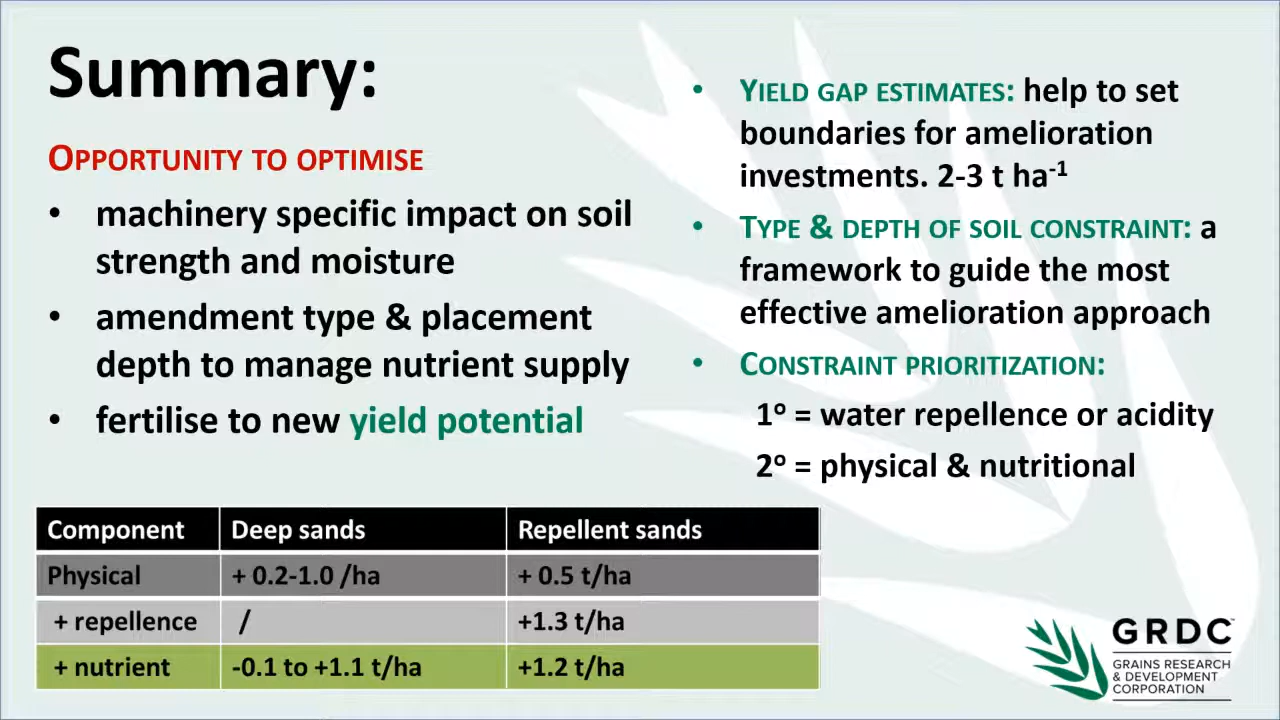 Summary:
OPPORTUNITY TO OPTIMISE
• machinery specific impact on soil
strength and moisture
• amendment type & placement
depth to manage nutrient supply
• fertilise to new yield potential
• YIELD GAP ESTIMATES: help to set
boundaries for amelioration
investments. 2-3 t ha⁻¹
• TYPE & DEPTH OF SOIL CONSTRAINT: a
framework to guide the most
effective amelioration approach
• CONSTRAINT PRIORITIZATION:
1º = water repellence or acidity
2º = physical & nutritional
Component Deep sands Repellent sands
Physical + 0.2-1.0 /ha + 0.5 t/ha
+ repellence / +1.3 t/ha
+ nutrient -0.1 to +1.1 t/ha +1.2 t/ha
GRDC™
GRAINS RESEARCH
& DEVELOPMENT
CORPORATION